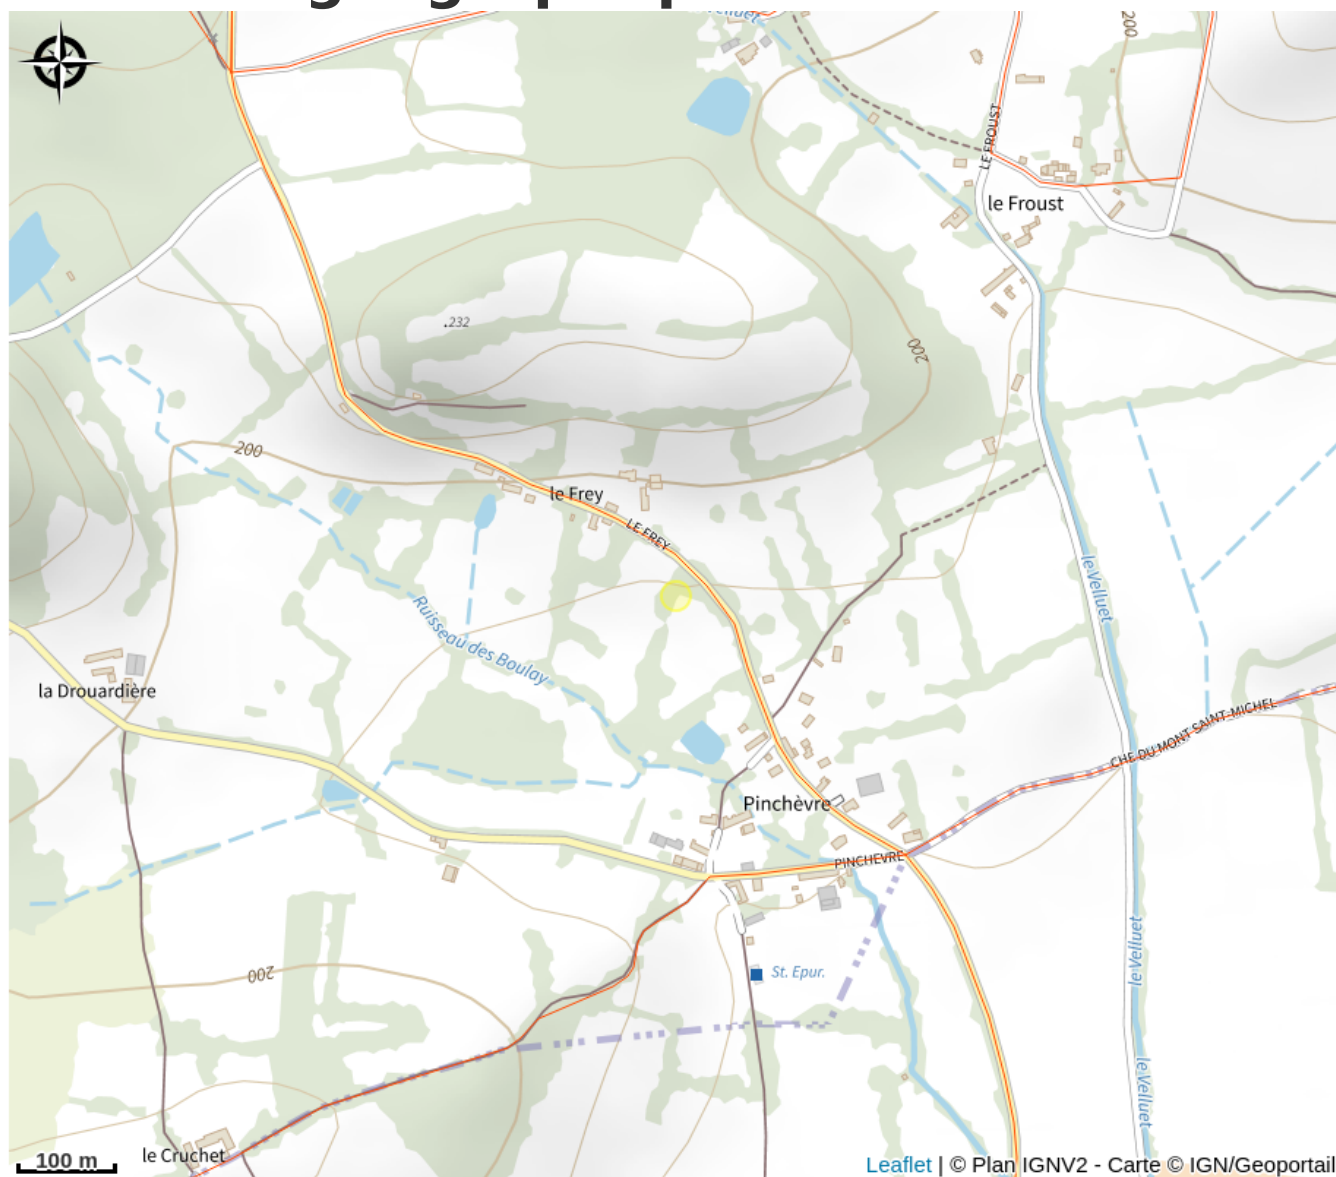 le Velluet
200
LE FROUST
le Froust
.232
200
200
le Frey
LE FREY
le Velluet
Ruisseau des Boulay
la Drouardière
CHE DU MONT SAINT-MICHEL
Pinchèvre
PINCHEVRE
le Velluet
200
St. Epur.
le Velluet
le Cruchet
100 m
Leaflet | © Plan IGNV2 - Carte © IGN/Geoportail